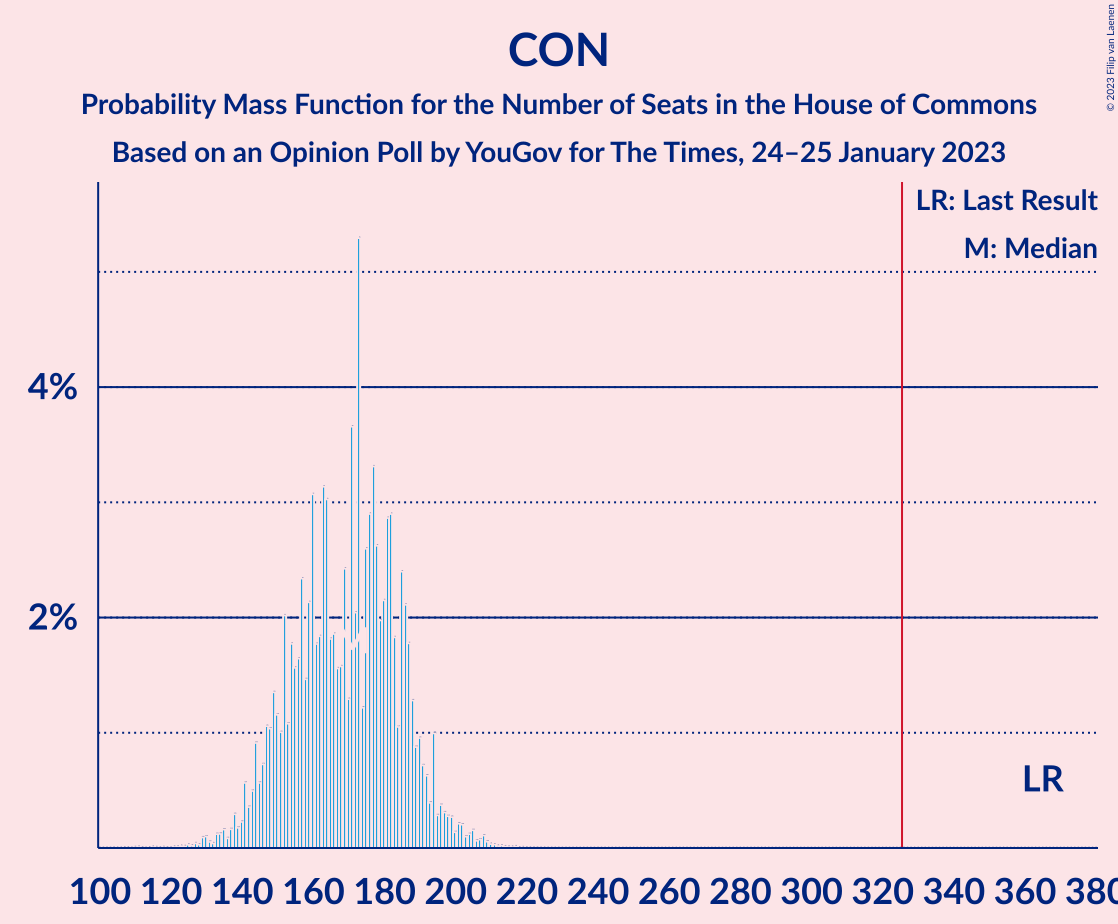 CON
Probability Mass Function for the Number of Seats in the House of Commons
Based on an Opinion Poll by YouGov for The Times, 24–25 January 2023
© 2023 Filip van Laenen
LR: Last Result
M: Median
4%
2%
LR
100 120 140 160 180 200 220 240 260 280 300 320 340 360 380